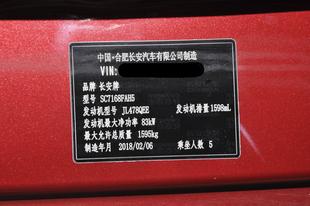 中国·合肥长安汽车有限公司制造
VIN:
品牌 长安牌
型号 SC7168FAH5
发动机型号 JL478QEE 发动机排量 1598mL
发动机最大净功率 83kW
最大允许总质量 1595kg
制造年月 2018/02/06 乘坐人数 5